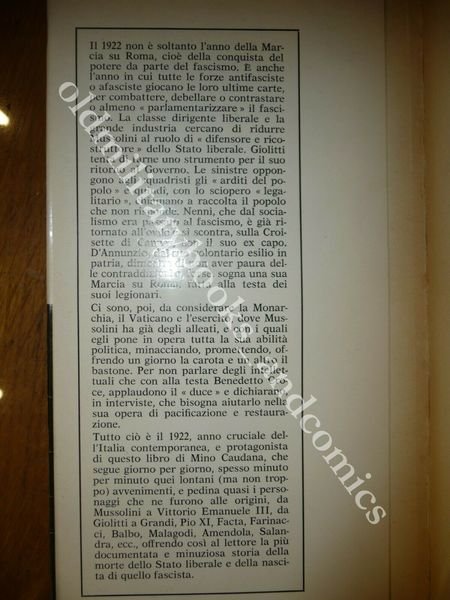 Il 1922 non è soltanto l'anno della Mar-
cia su Roma, cioè della conquista del
potere da parte del fascismo. E anche
l'anno in cui tutte le forze antifasciste
o afasciste giocano le loro ultime carte,
per combattere, debellare o contrastare
o almeno « parlamentarizzare » il fasci-
smo. La classe dirigente liberale e la
grande industria cercano di ridurre
Mussolini al ruolo di « difensore e rico-
struttore » dello Stato liberale. Giolitti
tenta di farne uno strumento per il suo
ritorno al governo. Le sinistre oppon-
gono agli squadristi gli « arditi del po-
polo » e, quindi, con lo sciopero « lega-
litario », chiamano a raccolta il popolo
che non risponde. Nenni, che dal socia-
lismo era passato al fascismo, è già ri-
tornato all'ovile e si scontra, sulla Croi-
sette di Cannes, con il suo ex capo.
D'Annunzio, dal suo volontario esilio in
patria, dimostra di non aver paura del-
le contraddizioni e sogna una sua
Marcia su Roma, fatta alla testa dei
suoi legionari.
Ci sono, poi, da considerare la Monar-
chia, il Vaticano e l'esercito, dove Mus-
solini ha già degli alleati, e con i quali
egli pone in opera tutta la sua abilità
politica, minacciando, promettendo, of-
frendo un giorno la carota e un altro il
bastone. Per non parlare degli intellet-
tuali che con alla testa Benedetto Cro-
ce, applaudono il « duce » e dichiarano
in interviste, che bisogna aiutarlo nella
sua opera di pacificazione e restaura-
zione.
Tutto ciò è il 1922, anno cruciale del-
l'Italia contemporanea, e protagonista
di questo libro di Mino Caudana, che
segue giorno per giorno, spesso minuto
per minuto quei lontani (ma non trop-
po) avvenimenti, e pedina quasi i perso-
naggi che ne furono alle origini, da
Mussolini a Vittorio Emanuele III, da
Giolitti a Grandi, Pio XI, Facta, Farinac-
ci, Balbo, Malagodi, Amendola, Salan-
dra, ecc., offrendo così al lettore la più
documentata e minuziosa storia della
morte dello Stato liberale e della nasci-
ta di quello fascista.